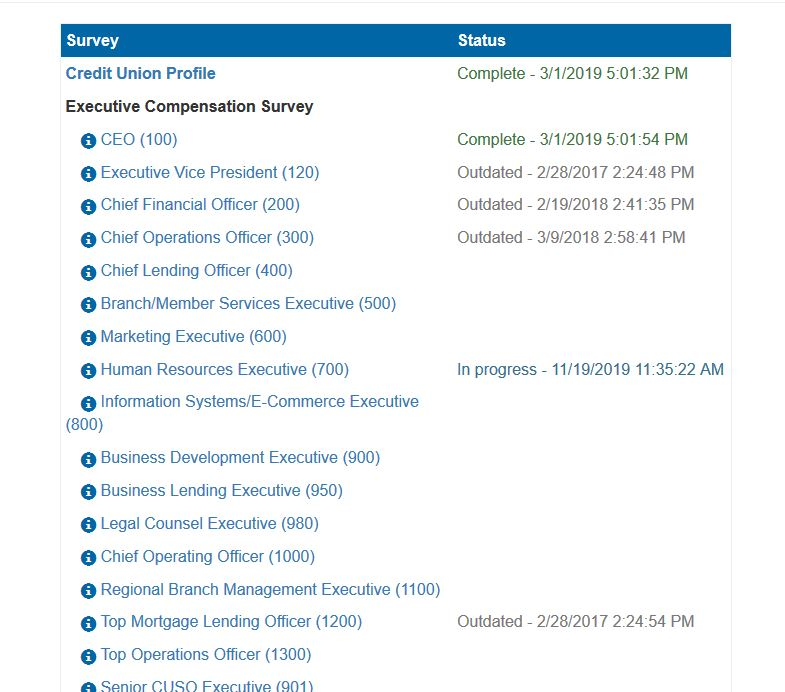 Survey Status
Credit Union Profile Complete - 3/1/2019 5:01:32 PM
Executive Compensation Survey
CEO (100) Complete - 3/1/2019 5:01:54 PM
Executive Vice President (120) Outdated - 2/28/2017 2:24:48 PM
Chief Financial Officer (200) Outdated - 2/19/2018 2:41:35 PM
Chief Operations Officer (300) Outdated - 3/9/2018 2:58:41 PM
Chief Lending Officer (400)
Branch/Member Services Executive (500)
Marketing Executive (600)
Human Resources Executive (700) In progress - 11/19/2019 11:35:22 AM
Information Systems/E-Commerce Executive
(800)
Business Development Executive (900)
Business Lending Executive (950)
Legal Counsel Executive (980)
Chief Operating Officer (1000)
Regional Branch Management Executive (1100)
Top Mortgage Lending Officer (1200) Outdated - 2/28/2017 2:24:54 PM
Top Operations Officer (1300)
Senior CUSO Executive (901)